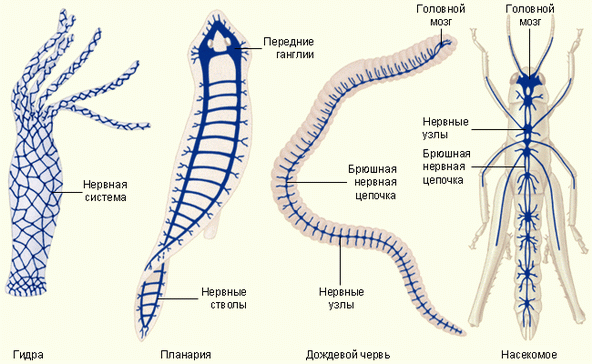 Нервная
система
Гидра
Передние
ганглии
Нервные
стволы
Планария
Головной
мозг
Брюшная
нервная
цепочка
Нервные
узлы
Дождевой червь
Головной
мозг
Нервные
узлы
Брюшная
нервная
цепочка
Насекомое